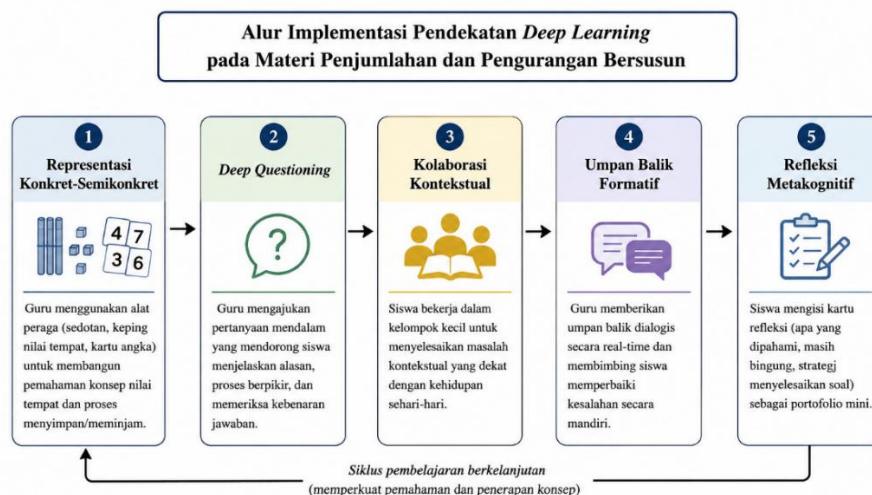 Alur Implementasi Pendekatan Deep Learning
pada Materi Penjumlahan dan Pengurangan Bersusun
1
Representasi
Konkret-Semikonkret
4 7
3 6
Guru menggunakan alat
peraga (sedotan, keping
nilai tempat, kartu angka)
untuk membangun
pemahaman konsep nilai
tempat dan proses
menyimpan/meminjam.
2
Deep Questioning
?
Guru mengajukan
pertanyaan mendalam
yang mendorong siswa
menjelaskan alasan,
proses berpikir, dan
memeriksa kebenaran
jawaban.
3
Kolaborasi
Kontekstual
Siswa bekerja dalam
kelompok kecil untuk
menyelesaikan masalah
kontekstual yang dekat
dengan kehidupan
sehari-hari.
4
Umpan Balik
Formatif
Guru memberikan
umpan balik dialogis
secara real-time dan
membimbing siswa
memperbaiki
kesalahan secara
mandiri.
5
Refleksi
Metakognitif
Siswa mengisi kartu
refleksi (apa yang
dipahami, masih
bingung, strategj
menyelesaikan soal)
sebagai portofolio mini.
Siklus pembelajaran berkelanjutan
(memperkuat pemahaman dan penerapan konsep)